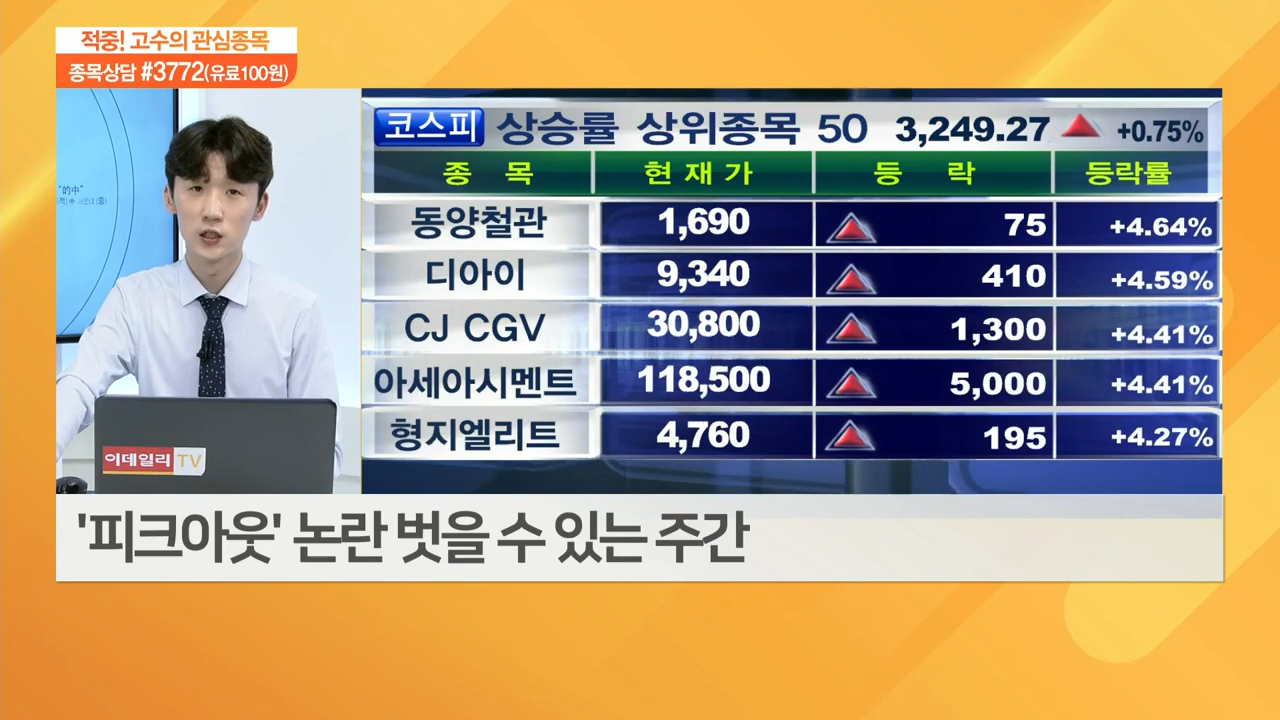 적중! 고수의 관심종목
종목상담 #3772(유료100원)
"的中"
코스피 상승률 상위종목 50 3,249.27 +0.75%
종 목 현재가 등 락 등락률
동양철관 1,690 75 +4.64%
디아이 9,340 410 +4.59%
CJ CGV 30,800 1,300 +4.41%
아세아시멘트 118,500 5,000 +4.41%
형지엘리트 4,760 195 +4.27%
이데일리 TV
'피크아웃' 논란 벗을 수 있는 주간